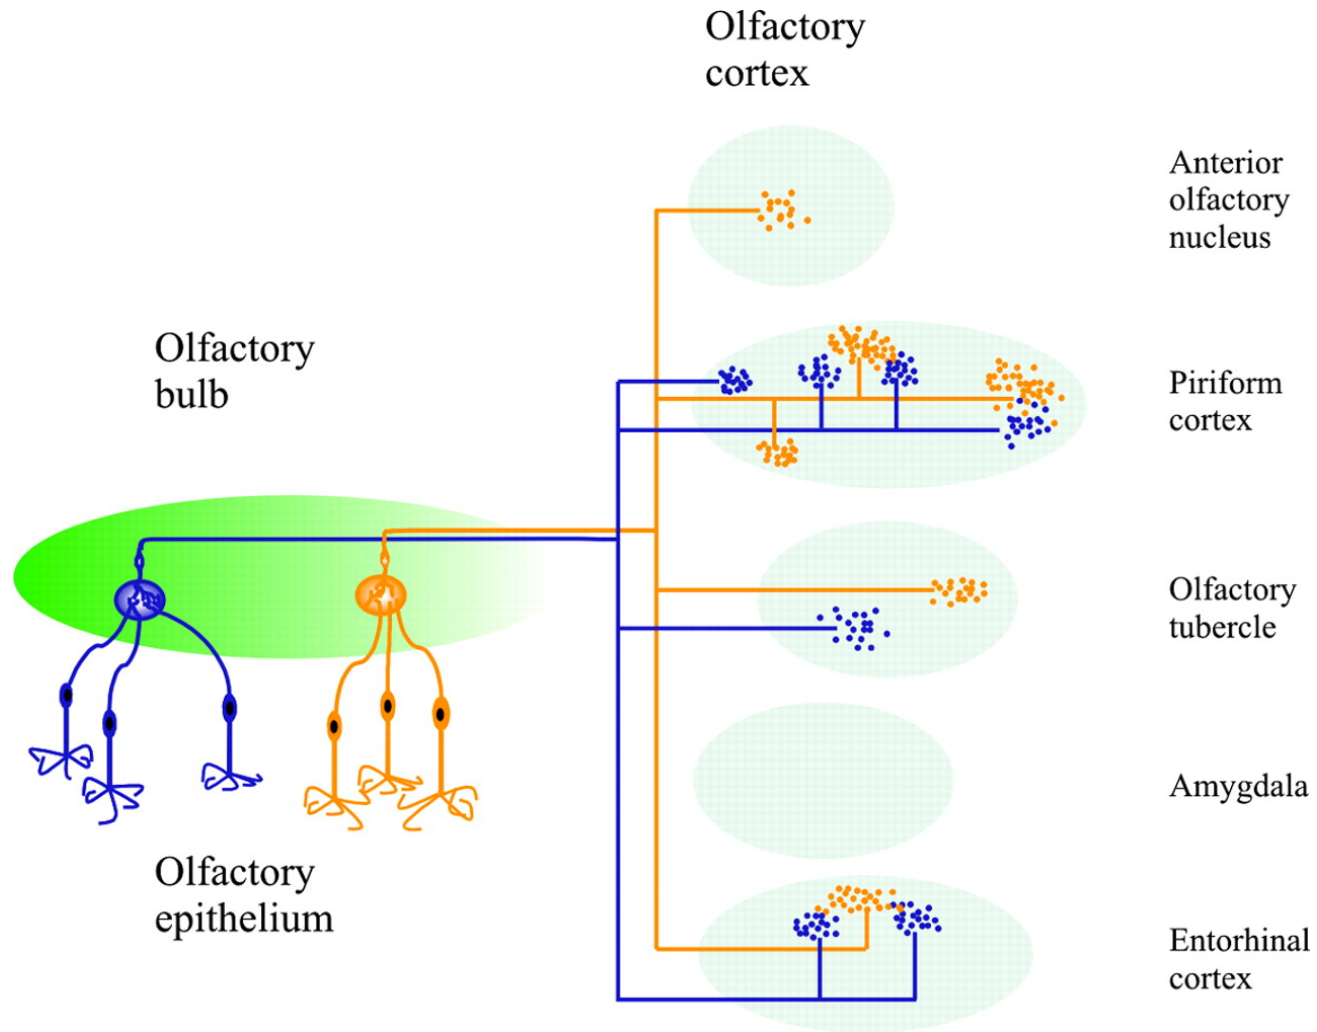 Olfactory
cortex
Anterior
olfactory
nucleus
Olfactory
bulb
Piriform
cortex
Olfactory
tubercle
Amygdala
Olfactory
epithelium
Entorhinal
cortex